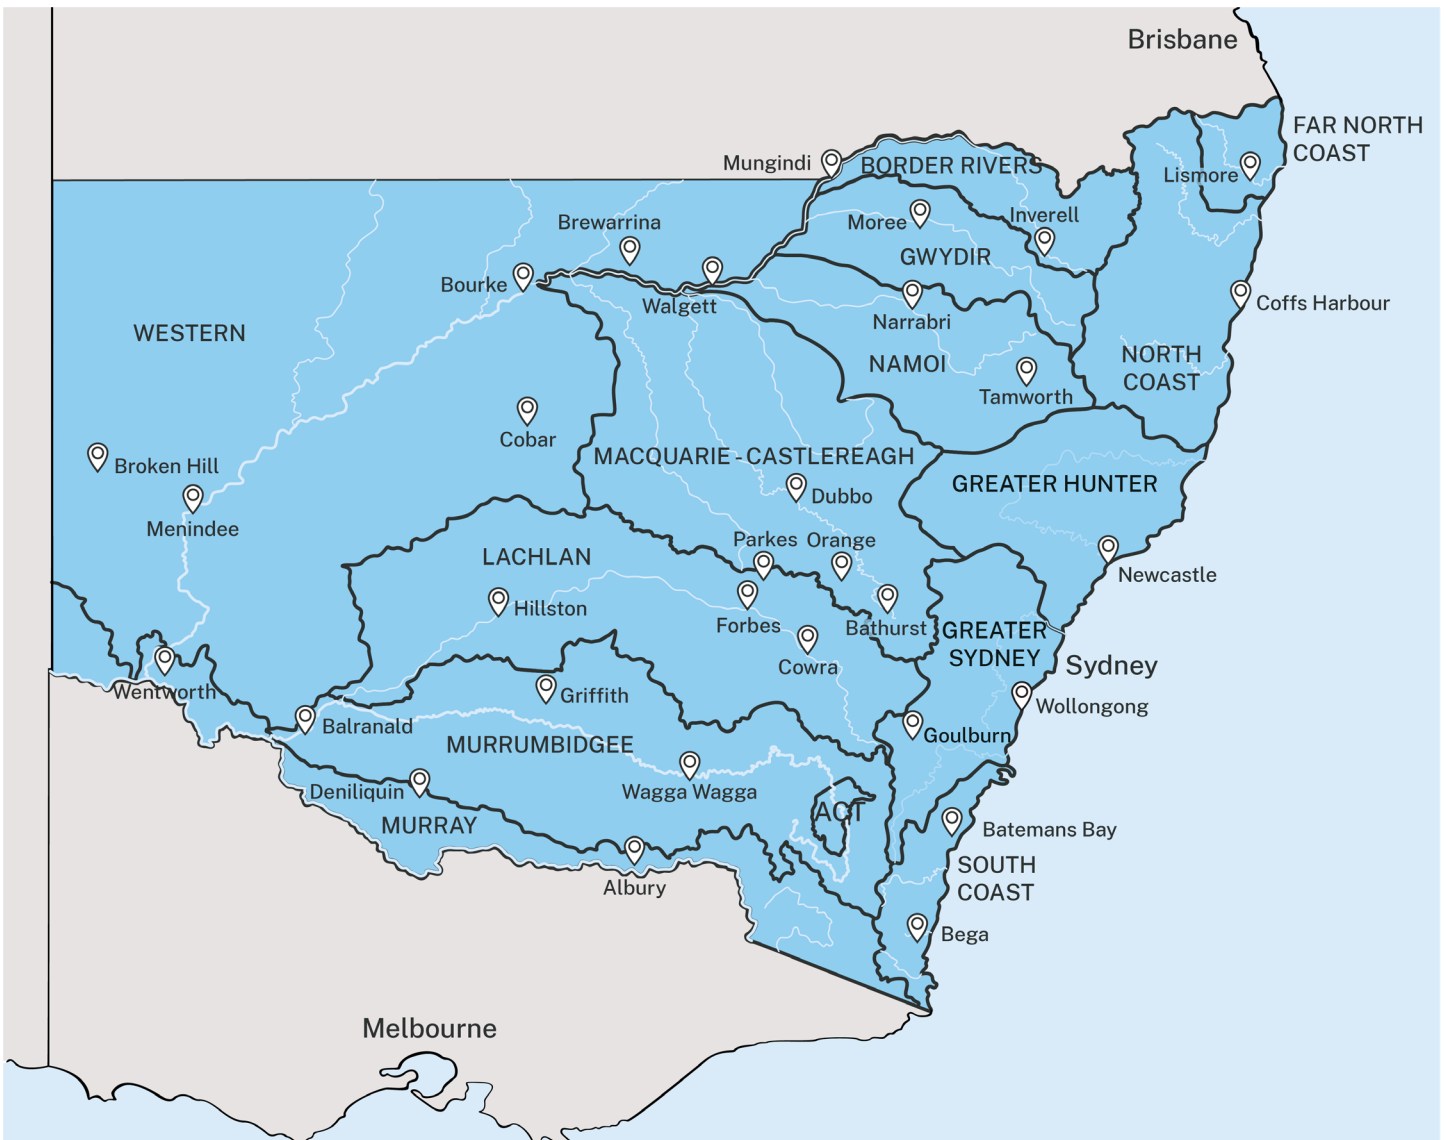 Brisbane
FAR NORTH
COAST
Mungindi
BORDER RIVERS
Lismore
Brewarrina
Moree
Inverell
GWYDIR
Bourke
Walgett
Coffs Harbour
Narrabri
WESTERN
NORTH
COAST
NAMOI
Tamworth
Cobar
Broken Hill
MACQUARIE - CASTLEREAGH
GREATER HUNTER
Dubbo
Menindee
Parkes
Orange
LACHLAN
Newcastle
Hillston
Forbes
Bathurst
GREATER
SYDNEY
Cowra
Sydney
Wentworth
Griffith
Wollongong
Balranald
Goulburn
MURRUMBIDGEE
Deniliquin
Wagga Wagga
ACT
MURRAY
Batemans Bay
SOUTH
COAST
Albury
Bega
Melbourne